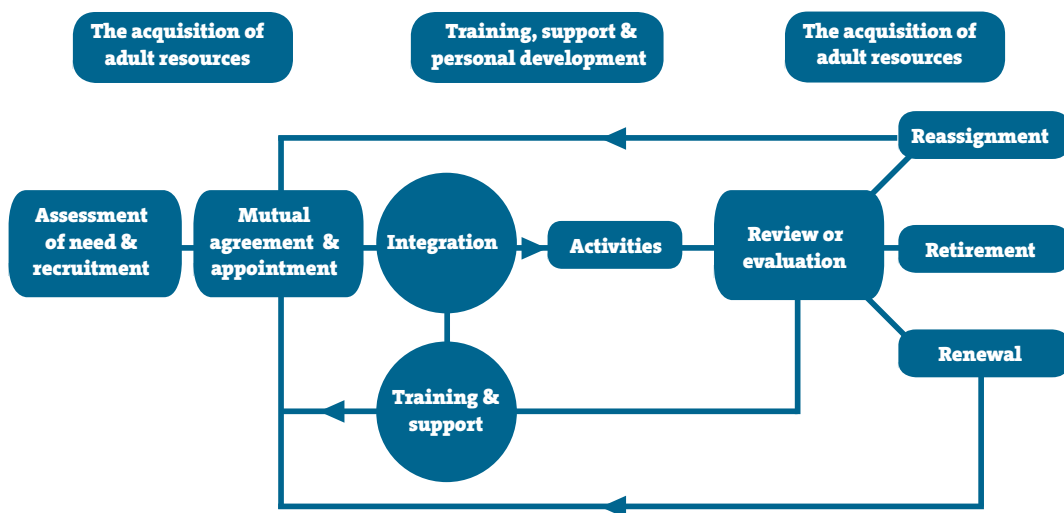 The acquisition of
adult resources
Training, support &
personal development
The acquisition of
adult resources
Reassignment
Assessment
of need &
recruitment
Mutual
agreement &
appointment
Integration
Activities
Review or
evaluation
Retirement
Renewal
Training &
support